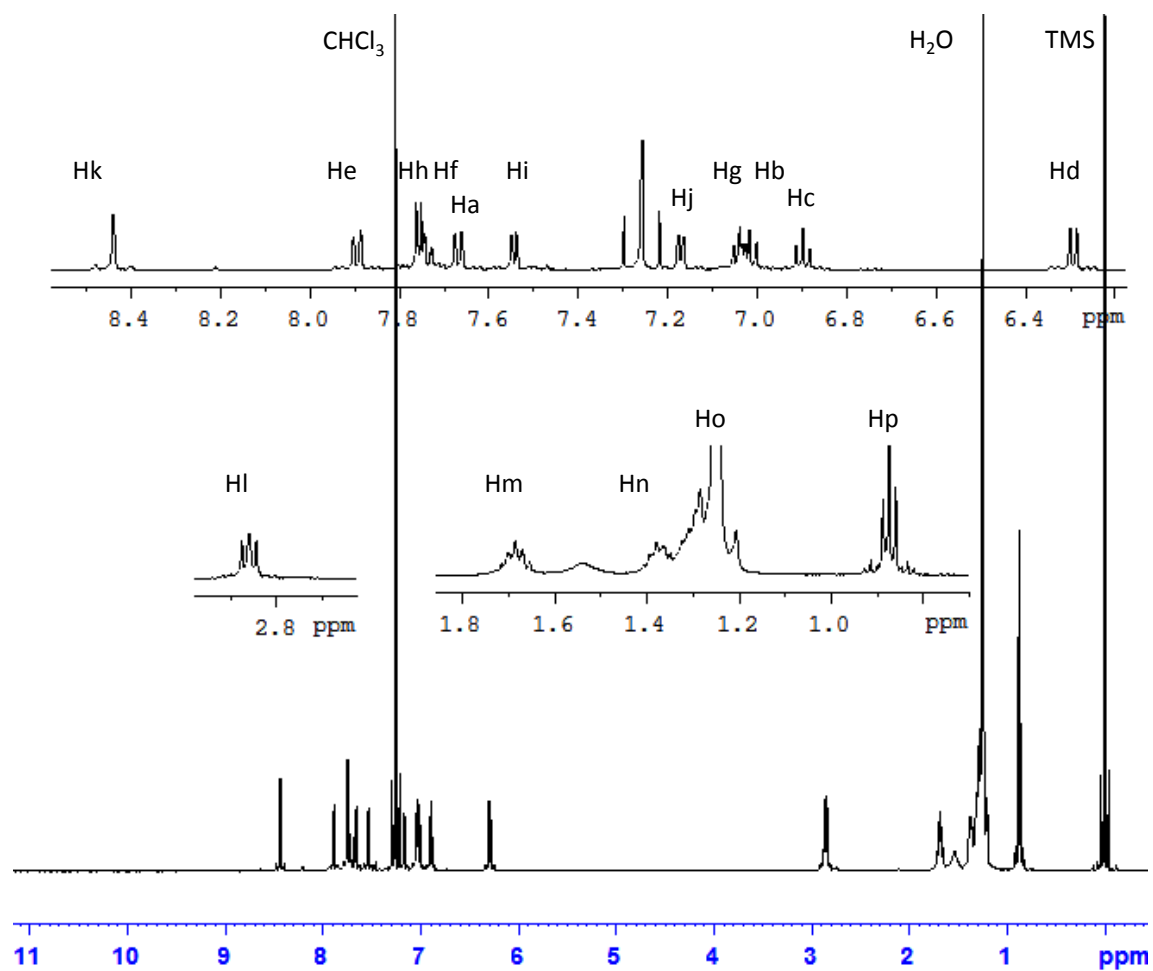 CHCl3 H2O TMS
Hk He Hh Hf Hi Hg Hb Hd
Ha Hj Hc
8.4 8.2 8.0 7.8 7.6 7.4 7.2 7.0 6.8 6.6 6.4 ppm
Ho Hp
Hl Hm Hn
2.8 ppm 1.8 1.6 1.4 1.2 1.0 ppm
11 10 9 8 7 6 5 4 3 2 1 ppm